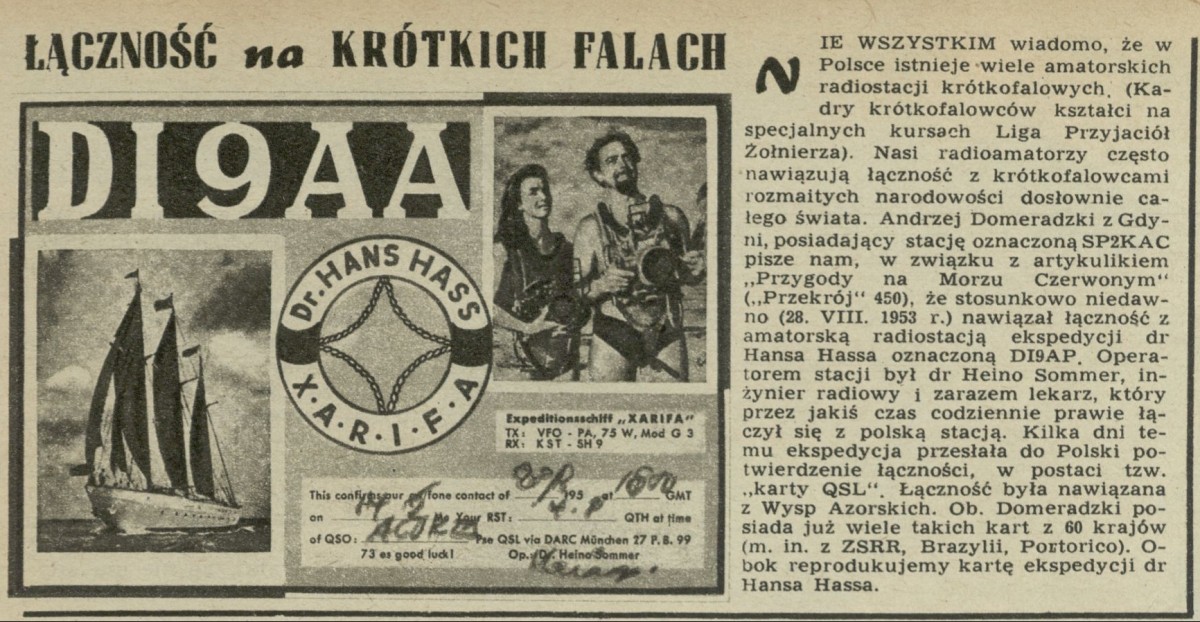 ŁĄCZNOŚĆ na KRÓTKICH FALACH
DI9AA
Dr. HANS HASS
X·A·R·I·F·A
Expeditionsschiff „XARIFA"
TX: VFO - PA, 75 W, Mod G 3
RX: KST - SH 9
This confirms our fone contact of 195 at GMT
on Mc Your RST: QTH at time
of QSO: Pse QSL via DARC München 27 P.B. 99
73 es good luck! Op. Dr. Heino Sommer
NIE WSZYSTKIM wiadomo, że w
Polsce istnieje wiele amatorskich
radiostacji krótkofalowych. (Ka-
dry krótkofalowców kształci na
specjalnych kursach Liga Przyjaciół
Żołnierza). Nasi radioamatorzy często
nawiązują łączność z krótkofalowcami
rozmaitych narodowości dosłownie ca-
łego świata. Andrzej Domeradzki z Gdy-
ni, posiadający stację oznaczoną SP2KAC
pisze nam, w związku z artykulikiem
„Przygody na Morzu Czerwonym"
(„Przekrój" 450), że stosunkowo niedaw-
no (28. VIII. 1953 r.) nawiązał łączność z
amatorską radiostacją ekspedycji dr
Hansa Hassa oznaczoną DI9AP. Opera-
torem stacji był dr Heino Sommer, in-
żynier radiowy i zarazem lekarz, który
przez jakiś czas codziennie prawie łą-
czył się z polską stacją. Kilka dni te-
mu ekspedycja przesłała do Polski po-
twierdzenie łączności, w postaci tzw.
„karty QSL". Łączność była nawiązana
z Wysp Azorskich. Ob. Domeradzki po-
siada już wiele takich kart z 60 krajów
(m. in. z ZSRR, Brazylii, Portorico). O-
bok reprodukujemy kartę ekspedycji dr
Hansa Hassa.